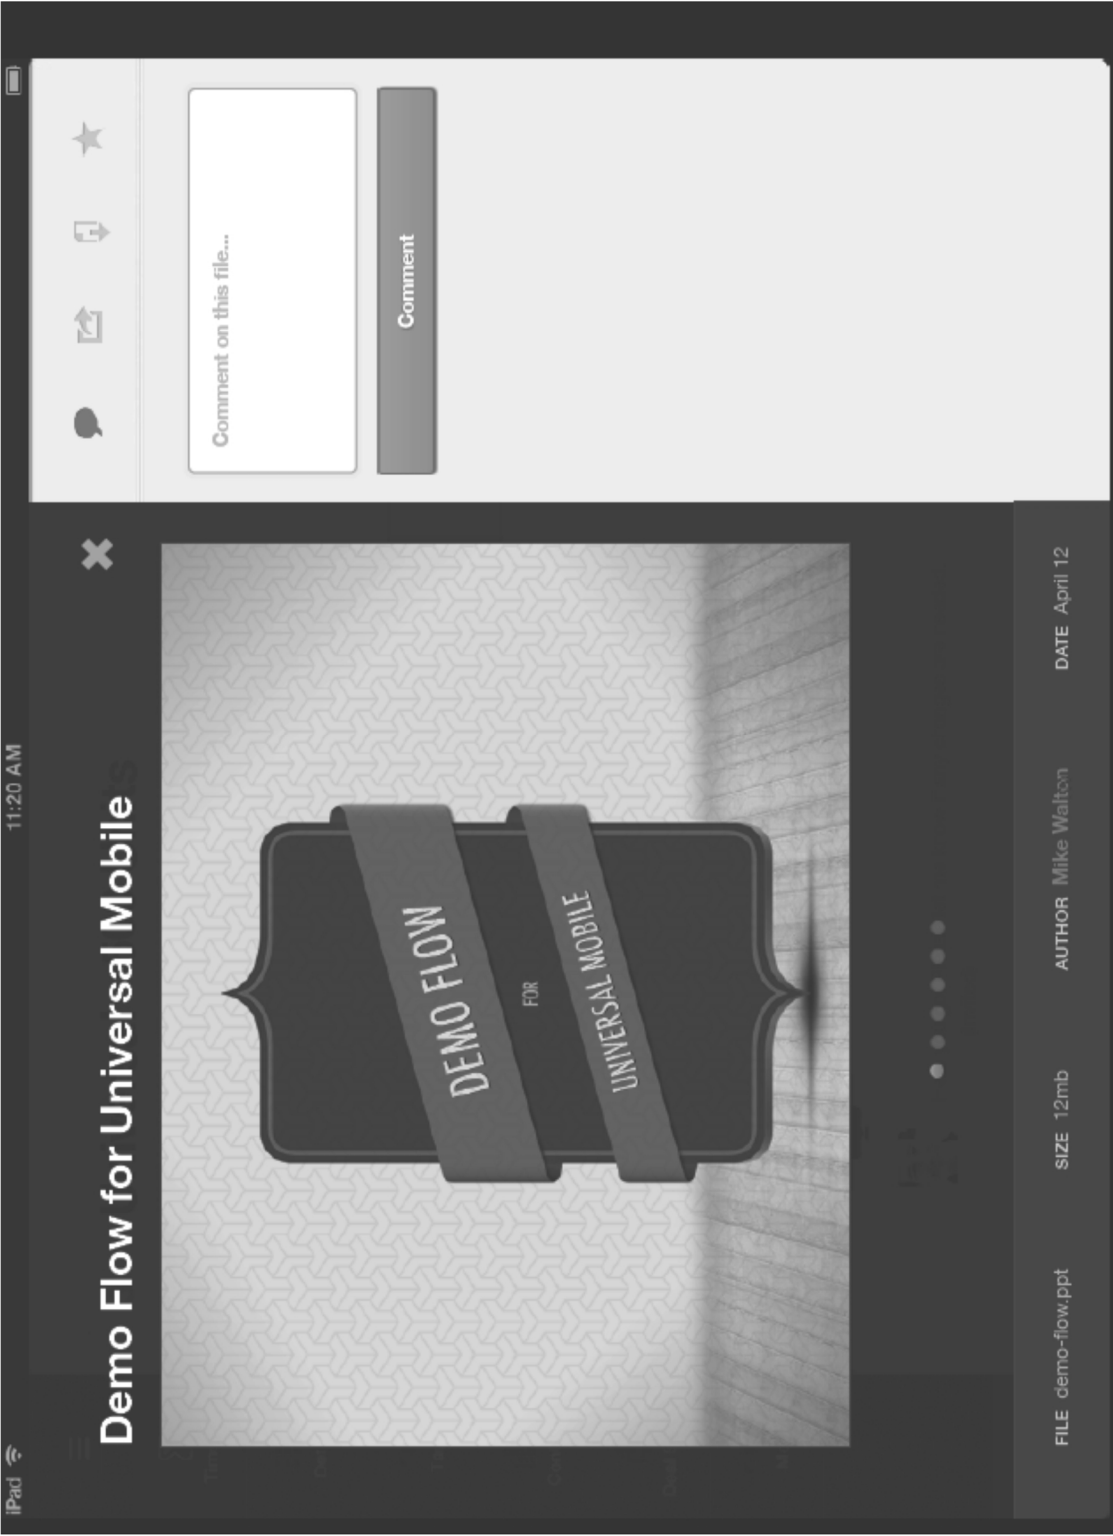 iPad 11:20 AM
Demo Flow for Universal Mobile
DEMO FLOW
FOR
UNIVERSAL MOBILE
FILE demo-flow.ppt SIZE 12mb AUTHOR Mike Walton DATE April 12
Comment on this file...
Comment